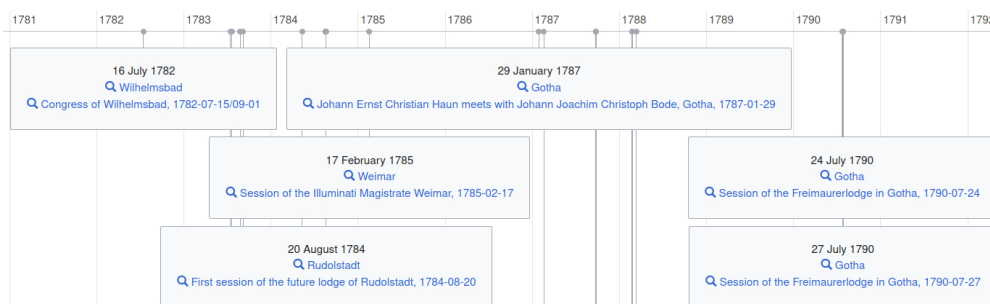 1781 1782 1783 1784 1785 1786 1787 1788 1789 1790 1791 1792
16 July 1782
Wilhelmsbad
Congress of Wilhelmsbad, 1782-07-15/09-01
29 January 1787
Gotha
Johann Ernst Christian Haun meets with Johann Joachim Christoph Bode, Gotha, 1787-01-29
17 February 1785
Weimar
Session of the Illuminati Magistrate Weimar, 1785-02-17
24 July 1790
Gotha
Session of the Freimaurerlodge in Gotha, 1790-07-24
20 August 1784
Rudolstadt
First session of the future lodge of Rudolstadt, 1784-08-20
27 July 1790
Gotha
Session of the Freimaurerlodge in Gotha, 1790-07-27